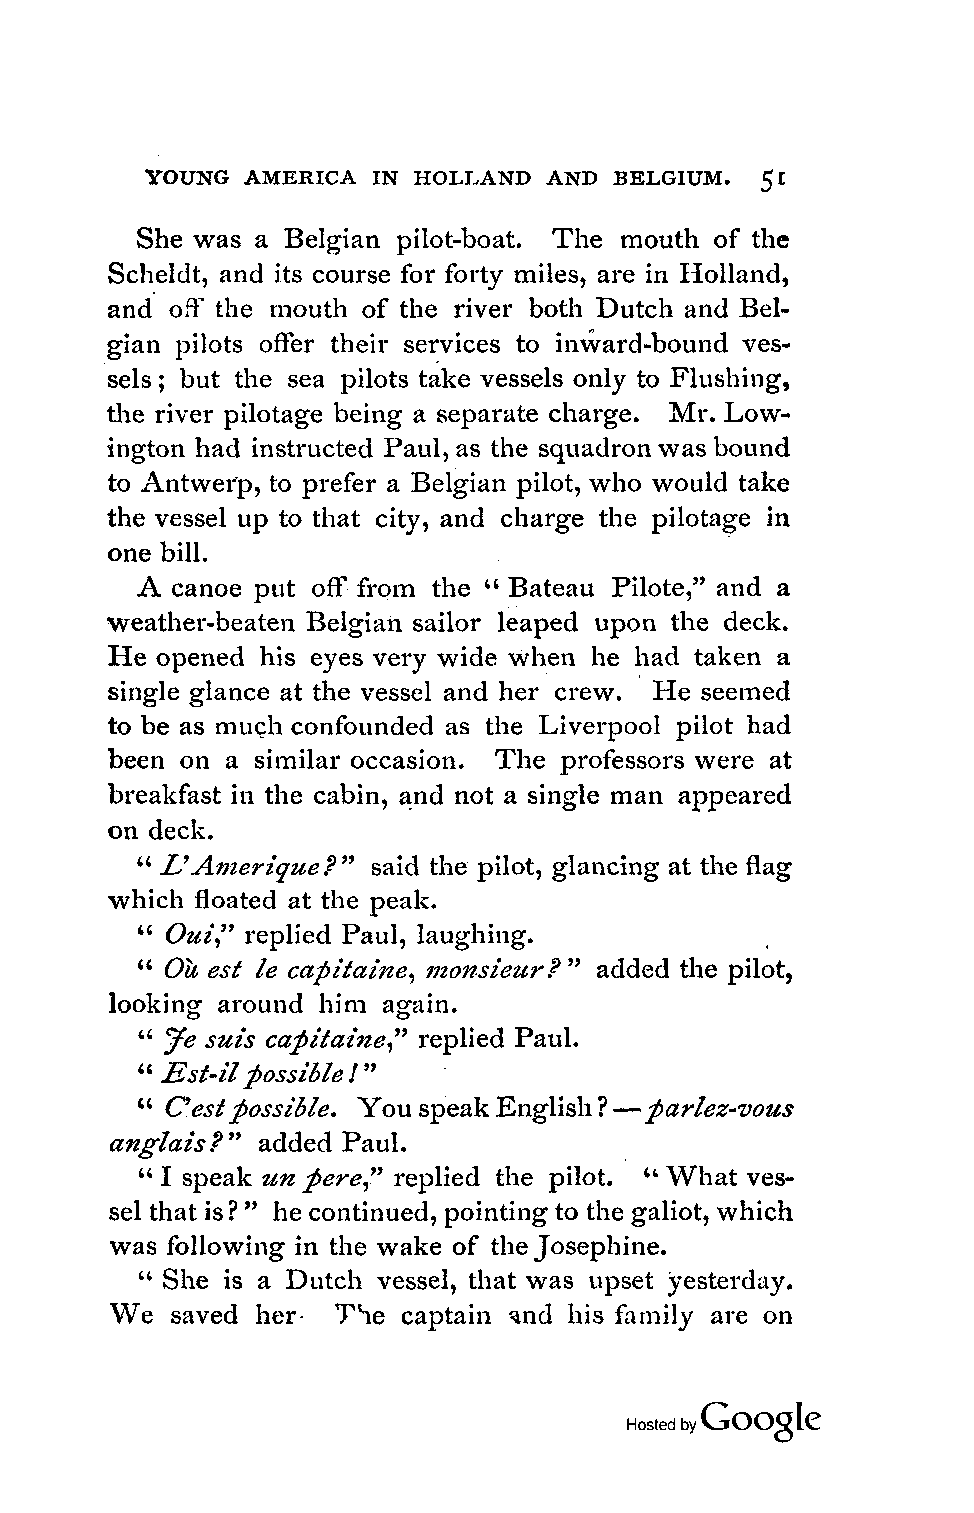 YOUNG AMERICA IN HOLLAND AND BELGIUM. 51
She was a Belgian pilot-boat. The mouth of the
Scheldt, and its course for forty miles, are in Holland,
and off the mouth of the river both Dutch and Bel-
gian pilots offer their services to inward-bound ves-
sels; but the sea pilots take vessels only to Flushing,
the river pilotage being a separate charge. Mr. Low-
ington had instructed Paul, as the squadron was bound
to Antwerp, to prefer a Belgian pilot, who would take
the vessel up to that city, and charge the pilotage in
one bill.
A canoe put off from the "Bateau Pilote," and a
weather-beaten Belgian sailor leaped upon the deck.
He opened his eyes very wide when he had taken a
single glance at the vessel and her crew. He seemed
to be as much confounded as the Liverpool pilot had
been on a similar occasion. The professors were at
breakfast in the cabin, and not a single man appeared
on deck.
"L'Amerique?" said the pilot, glancing at the flag
which floated at the peak.
"Oui," replied Paul, laughing.
"Où est le capitaine, monsieur?" added the pilot,
looking around him again.
"Je suis capitaine," replied Paul.
"Est-il possible!"
"C'est possible. You speak English? — parlez-vous
anglais?" added Paul.
"I speak un pere," replied the pilot. "What ves-
sel that is?" he continued, pointing to the galiot, which
was following in the wake of the Josephine.
"She is a Dutch vessel, that was upset yesterday.
We saved her. The captain and his family are on
Hosted by Google